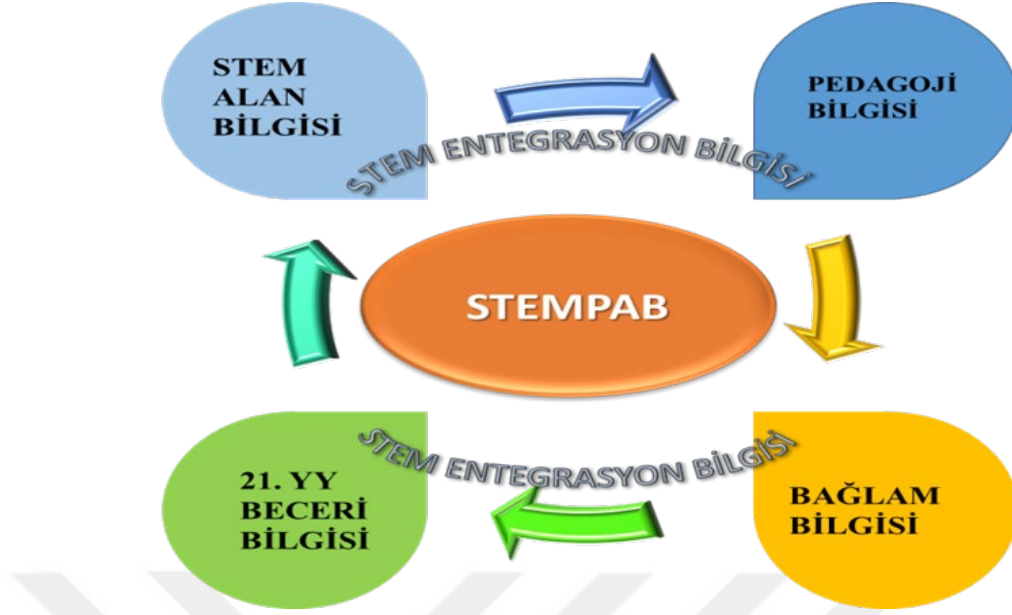 STEM
ALAN
BİLGİSİ
PEDAGOJİ
BİLGİSİ
STEM ENTEGRASYON BİLGİSİ
STEMPAB
STEM ENTEGRASYON BİLGİSİ
21. YY
BECERİ
BİLGİSİ
BAĞLAM
BİLGİSİ